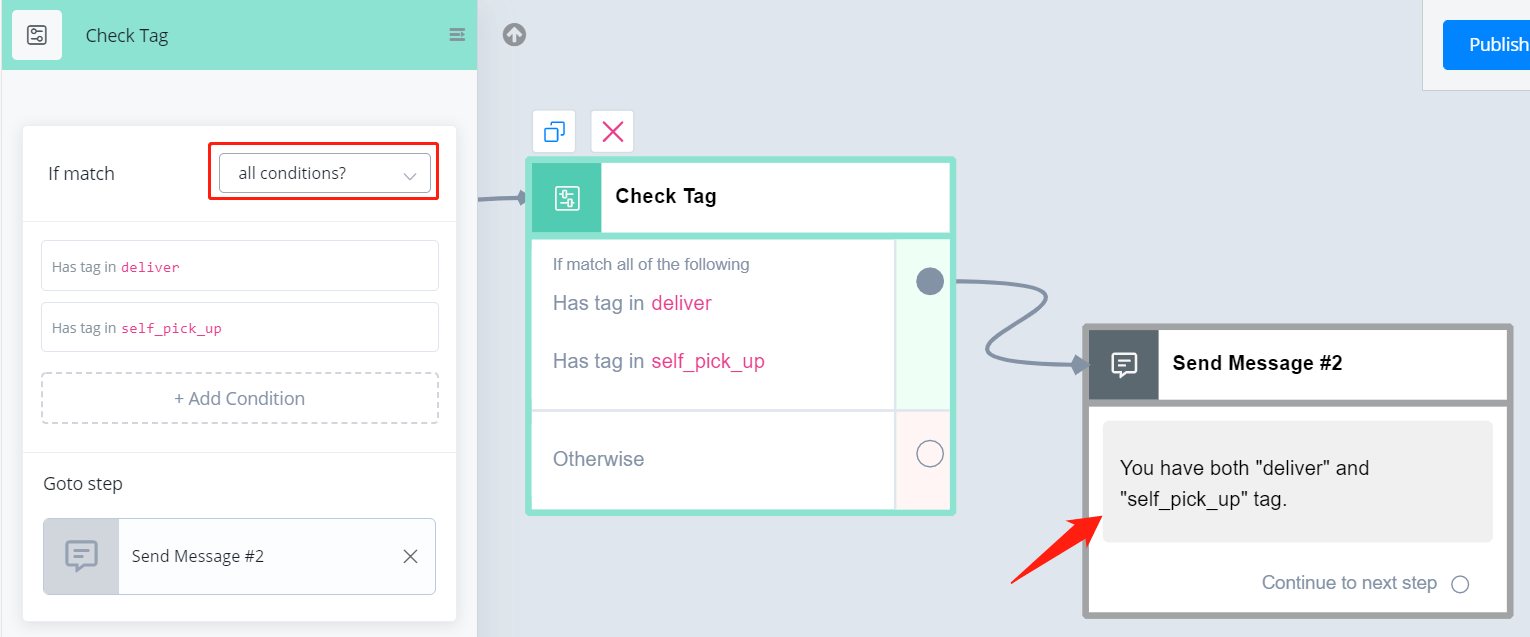 Check Tag
If match
all conditions?
Has tag in deliver
Has tag in self_pick_up
+ Add Condition
Goto step
Send Message #2
Publish
Check Tag
If match all of the following
Has tag in deliver
Has tag in self_pick_up
Otherwise
Send Message #2
You have both "deliver" and
"self_pick_up" tag.
Continue to next step